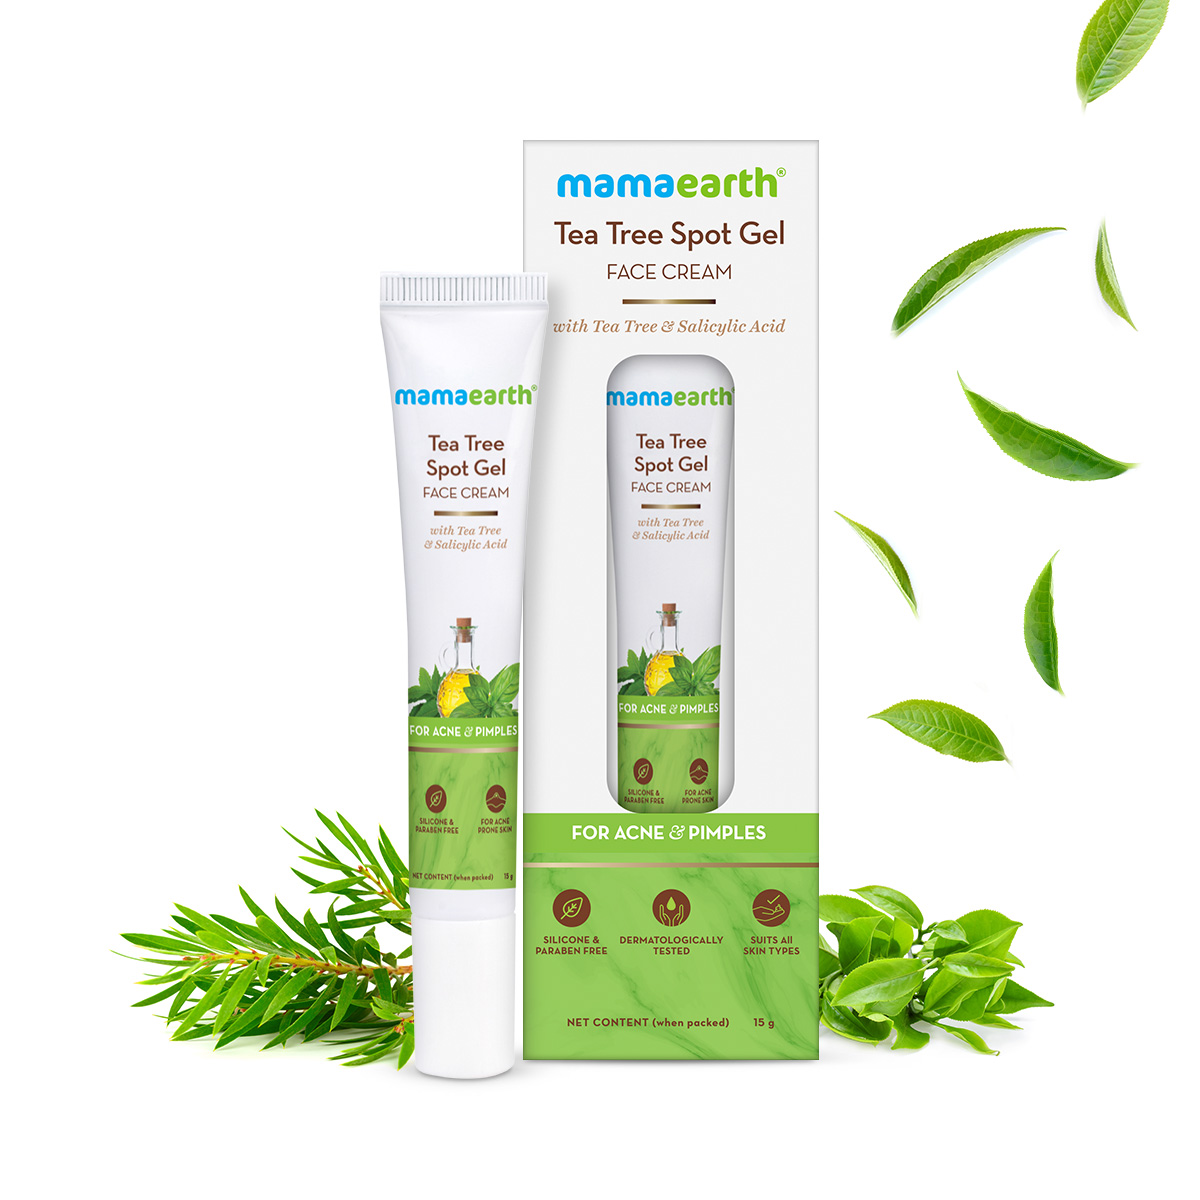 mamaearth®
Tea Tree
Spot Gel
FACE CREAM
with Tea Tree
& Salicylic Acid
FOR ACNE & PIMPLES
SILICONE &
PARABEN FREE
FOR ACNE
PRONE SKIN
NET CONTENT (when packed) 15 g
mamaearth®
Tea Tree Spot Gel
FACE CREAM
with Tea Tree & Salicylic Acid
mamaearth
Tea Tree
Spot Gel
FACE CREAM
with Tea Tree
& Salicylic Acid
FOR ACNE & PIMPLES
SILICONE &
PARABEN FREE
FOR ACNE
PRONE SKIN
FOR ACNE & PIMPLES
SILICONE &
PARABEN FREE
DERMATOLOGICALLY
TESTED
SUITS All
SKIN TYPES
NET CONTENT (when packed) 15 g